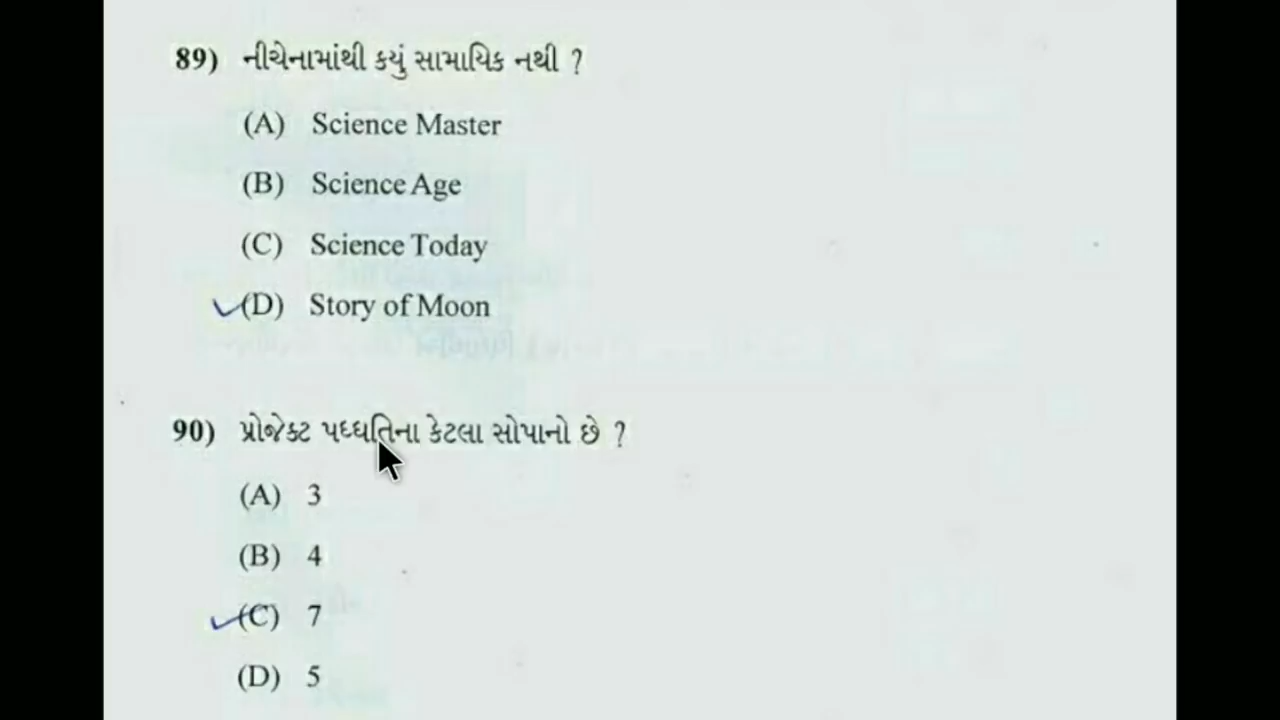 89) નીચેનામાંથી કયું સામાયિક નથી ?
(A) Science Master
(B) Science Age
(C) Science Today
(D) Story of Moon
90) પ્રોજેક્ટ પધ્ધતિના કેટલા સોપાનો છે ?
(A) 3
(B) 4
(C) 7
(D) 5